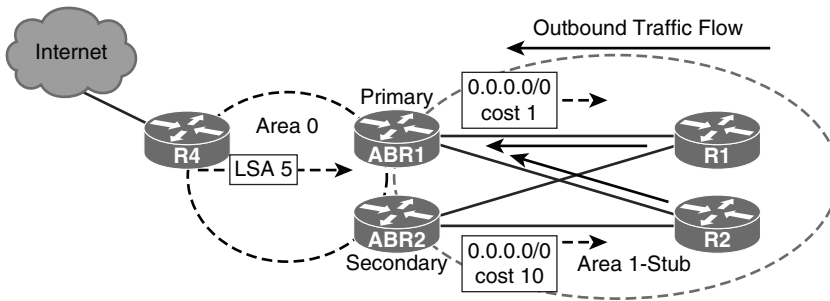 Outbound Traffic Flow
Internet
Primary
0.0.0.0/0
cost 1
Area 0
R4
ABR1
R1
LSA 5
ABR2
R2
Secondary
0.0.0.0/0
cost 10
Area 1-Stub